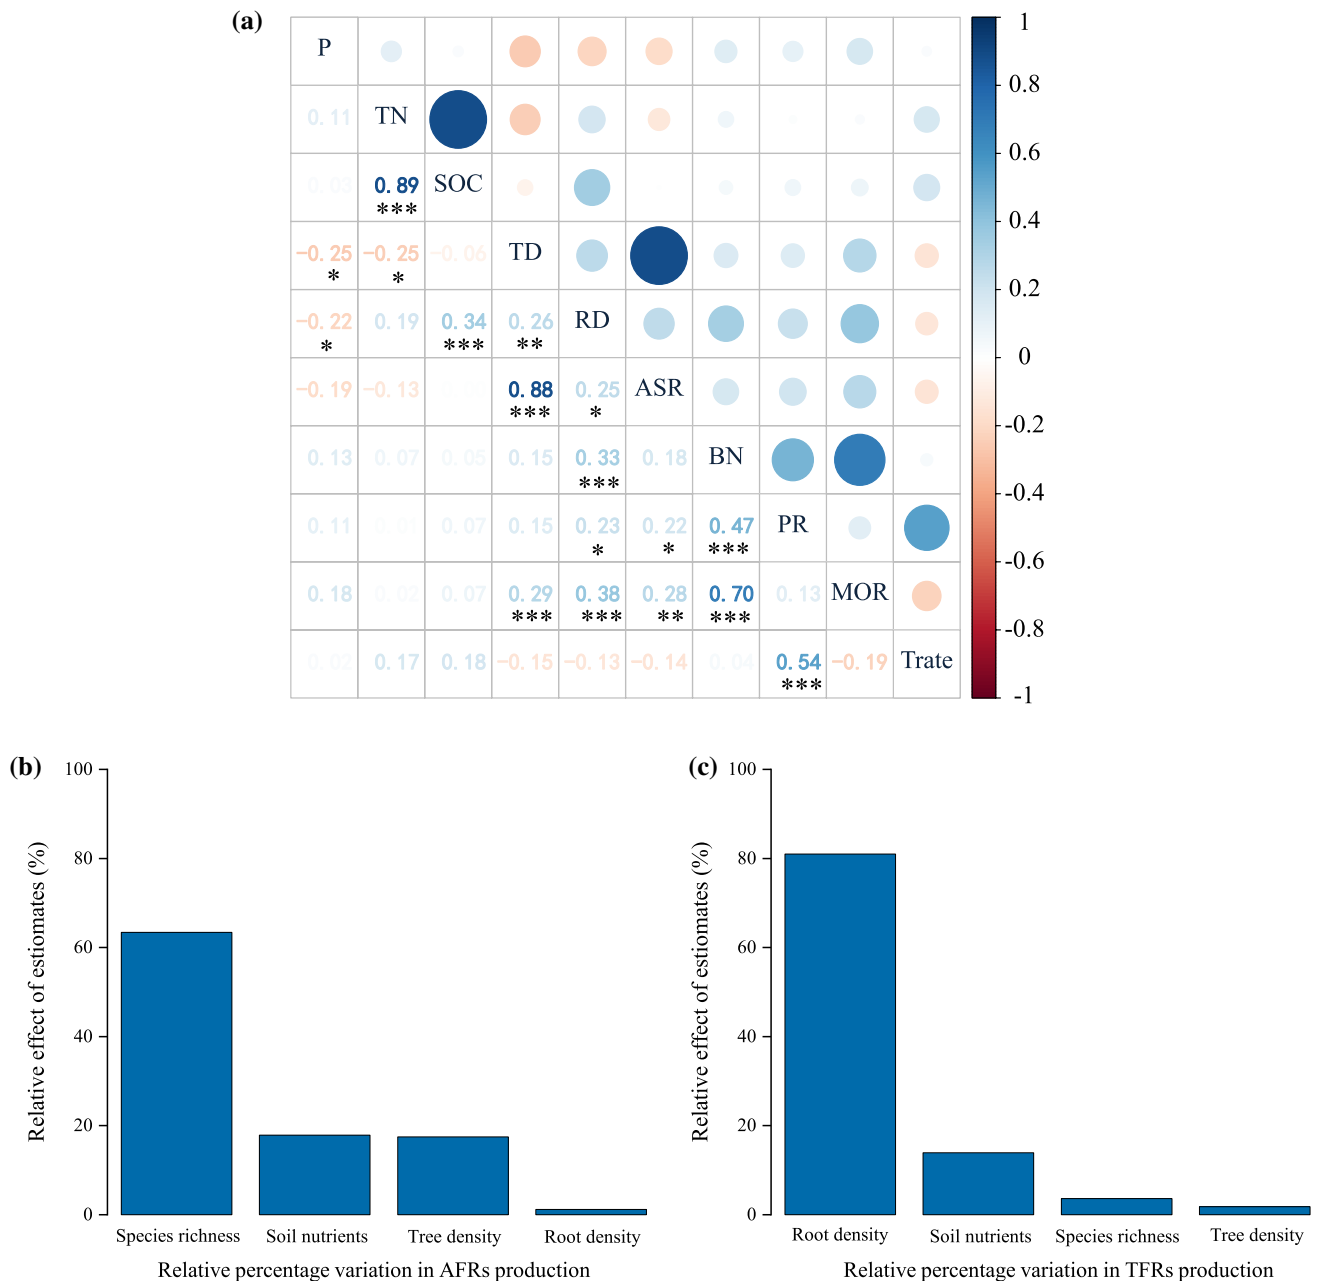 (a)
P
1
0.11 TN
0.8
0.03 0.89 SOC
***
0.6
-0.25 -0.25 -0.06 TD
* *
0.4
-0.22 0.19 0.34 0.26 RD
* *** **
0.2
0
-0.19 -0.13 0.88 0.25 ASR
*** *
-0.2
0.13 0.07 0.05 0.15 0.33 0.18 BN
***
-0.4
0.11 0.01 0.07 0.15 0.23 0.22 0.47 PR
* * ***
-0.6
0.18 0.02 0.07 0.29 0.38 0.28 0.70 0.13 MOR
*** *** ** ***
-0.8
0.02 0.17 0.18 -0.15 -0.13 -0.14 0.04 0.54 -0.19 Trate
***
-1
(b)
Relative effect of estiomates (%)
100
80
60
40
20
0
Species richness Soil nutrients Tree density Root density
Relative percentage variation in AFRs production
(c)
Relative effect of estiomates (%)
100
80
60
40
20
0
Root density Soil nutrients Species richness Tree density
Relative percentage variation in TFRs production